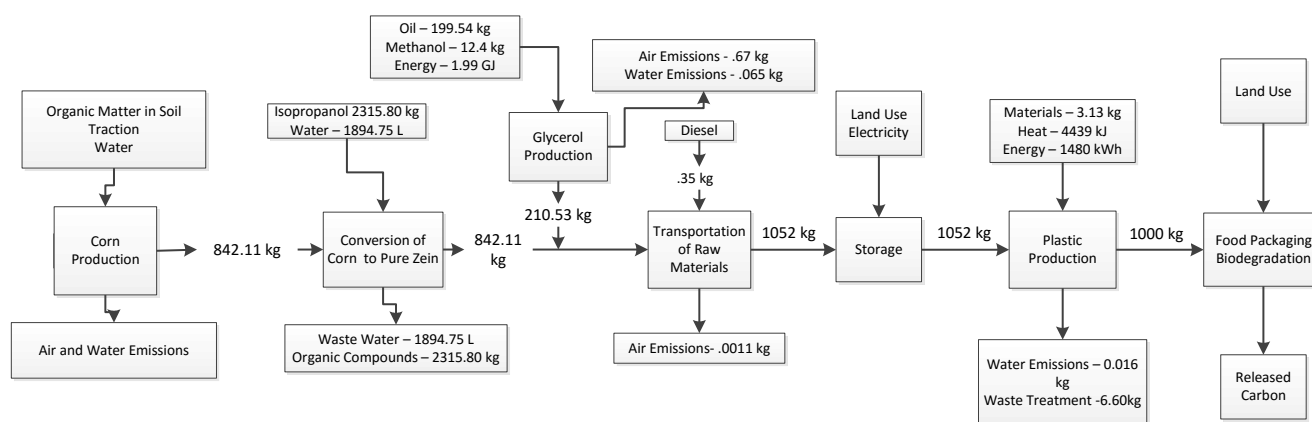 Oil – 199.54 kg
Methanol – 12.4 kg
Energy – 1.99 GJ
Air Emissions - .67 kg
Water Emissions - .065 kg
Organic Matter in Soil
Traction
Water
Isopropanol 2315.80 kg
Water – 1894.75 L
Glycerol
Production
Diesel
Land Use
Electricity
Materials – 3.13 kg
Heat – 4439 kJ
Energy – 1480 kWh
Land Use
.35 kg
210.53 kg
Corn
Production
842.11 kg
Conversion of
Corn to Pure Zein
842.11
kg
Transportation
of Raw
Materials
1052 kg
Storage
1052 kg
Plastic
Production
1000 kg
Food Packaging
Biodegradation
Air and Water Emissions
Waste Water – 1894.75 L
Organic Compounds – 2315.80 kg
Air Emissions- .0011 kg
Water Emissions – 0.016
kg
Waste Treatment -6.60kg
Released
Carbon